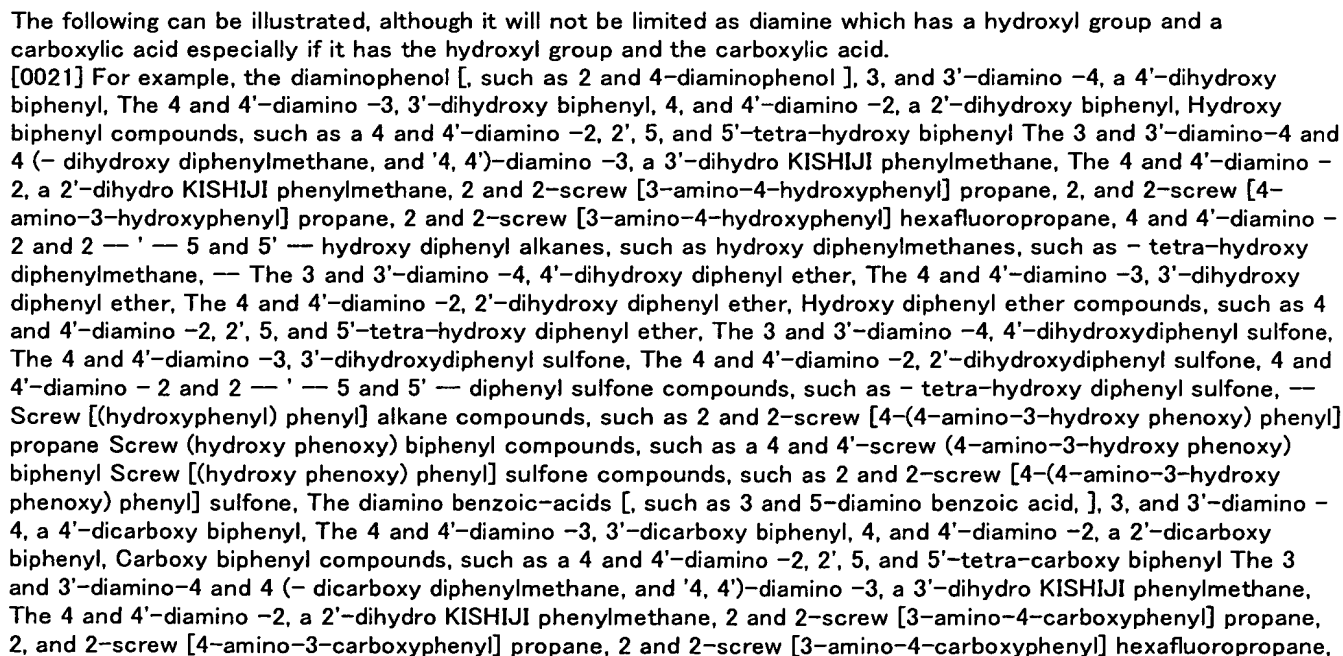 The following can be illustrated, although it will not be limited as diamine which has a hydroxyl group and a
carboxylic acid especially if it has the hydroxyl group and the carboxylic acid.
[0021] For example, the diaminophenol [, such as 2 and 4-diaminophenol ], 3, and 3'-diamino -4, a 4'-dihydroxy
biphenyl, The 4 and 4'-diamino -3, 3'-dihydroxy biphenyl, 4, and 4'-diamino -2, a 2'-dihydroxy biphenyl, Hydroxy
biphenyl compounds, such as a 4 and 4'-diamino -2, 2', 5, and 5'-tetra-hydroxy biphenyl The 3 and 3'-diamino-4 and
4 (- dihydroxy diphenylmethane, and '4, 4')-diamino -3, a 3'-dihydro KISHIJI phenylmethane, The 4 and 4'-diamino -
2, a 2'-dihydro KISHIJI phenylmethane, 2 and 2-screw [3-amino-4-hydroxyphenyl] propane, 2, and 2-screw [4-
amino-3-hydroxyphenyl] propane, 2 and 2-screw [3-amino-4-hydroxyphenyl] hexafluoropropane, 4 and 4'-diamino -
2 and 2 — ' — 5 and 5' — hydroxy diphenyl alkanes, such as hydroxy diphenylmethanes, such as - tetra-hydroxy
diphenylmethane, — The 3 and 3'-diamino -4, 4'-dihydroxy diphenyl ether, The 4 and 4'-diamino -3, 3'-dihydroxy
diphenyl ether, The 4 and 4'-diamino -2, 2'-dihydroxy diphenyl ether, Hydroxy diphenyl ether compounds, such as 4
and 4'-diamino -2, 2', 5, and 5'-tetra-hydroxy diphenyl ether, The 3 and 3'-diamino -4, 4'-dihydroxydiphenyl sulfone,
The 4 and 4'-diamino -3, 3'-dihydroxydiphenyl sulfone, The 4 and 4'-diamino -2, 2'-dihydroxydiphenyl sulfone, 4 and
4'-diamino - 2 and 2 — ' — 5 and 5' — diphenyl sulfone compounds, such as - tetra-hydroxy diphenyl sulfone, —
Screw [(hydroxyphenyl) phenyl] alkane compounds, such as 2 and 2-screw [4-(4-amino-3-hydroxy phenoxy) phenyl]
propane Screw (hydroxy phenoxy) biphenyl compounds, such as a 4 and 4'-screw (4-amino-3-hydroxy phenoxy)
biphenyl Screw [(hydroxy phenoxy) phenyl] sulfone compounds, such as 2 and 2-screw [4-(4-amino-3-hydroxy
phenoxy) phenyl] sulfone, The diamino benzoic-acids [, such as 3 and 5-diamino benzoic acid, ], 3, and 3'-diamino -
4, a 4'-dicarboxy biphenyl, The 4 and 4'-diamino -3, 3'-dicarboxy biphenyl, 4, and 4'-diamino -2, a 2'-dicarboxy
biphenyl, Carboxy biphenyl compounds, such as a 4 and 4'-diamino -2, 2', 5, and 5'-tetra-carboxy biphenyl The 3
and 3'-diamino-4 and 4 (- dicarboxy diphenylmethane, and '4, 4')-diamino -3, a 3'-dihydro KISHIJI phenylmethane,
The 4 and 4'-diamino -2, a 2'-dihydro KISHIJI phenylmethane, 2 and 2-screw [3-amino-4-carboxyphenyl] propane,
2, and 2-screw [4-amino-3-carboxyphenyl] propane, 2 and 2-screw [3-amino-4-carboxyphenyl] hexafluoropropane,